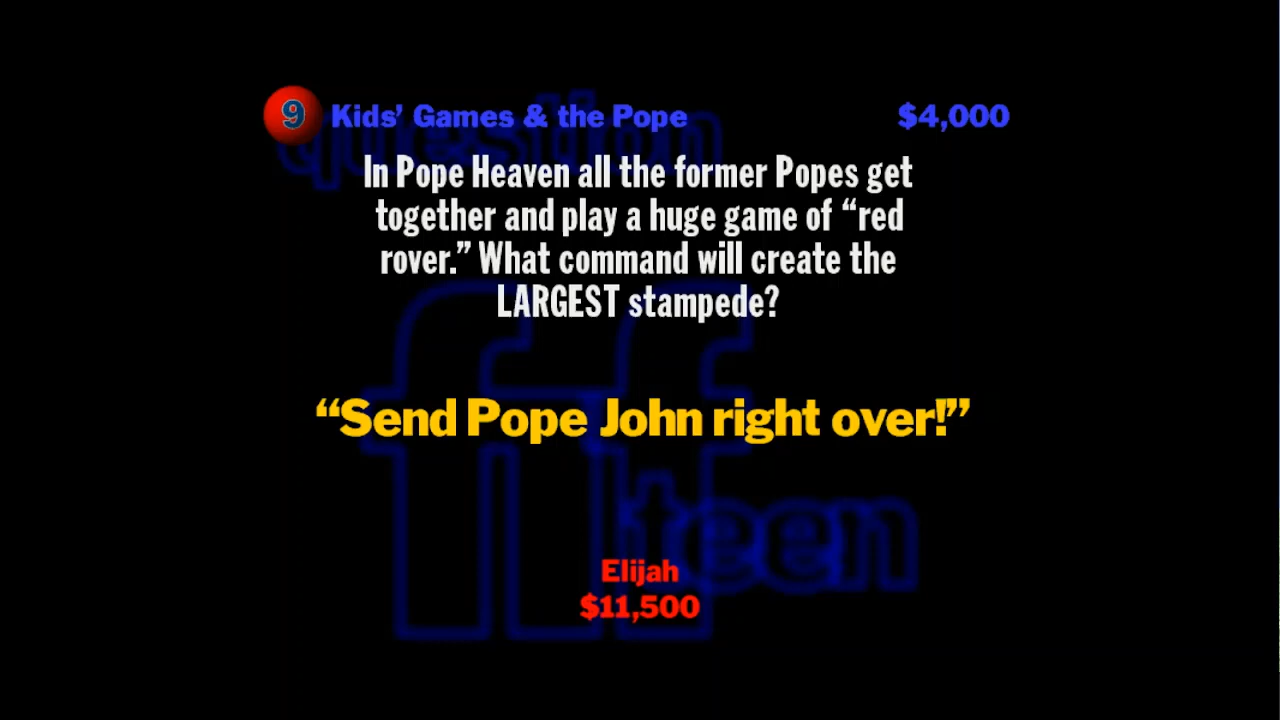 9 Kids’ Games & the Pope $4,000
question
In Pope Heaven all the former Popes get
together and play a huge game of “red
rover.” What command will create the
LARGEST stampede?
“Send Pope John right over!”
fifteen
Elijah
$11,500